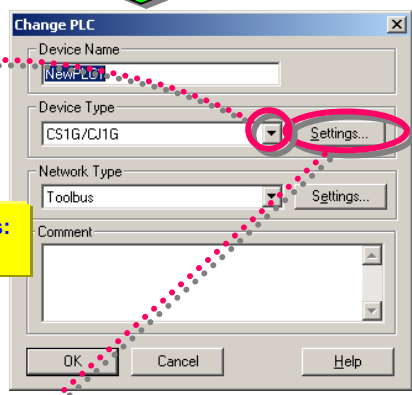 Change PLC
Device Name
NewPLC1
Device Type
CS1G/CJ1G
Settings...
Network Type
Toolbus
Settings...
s:
Comment
OK
Cancel
Help